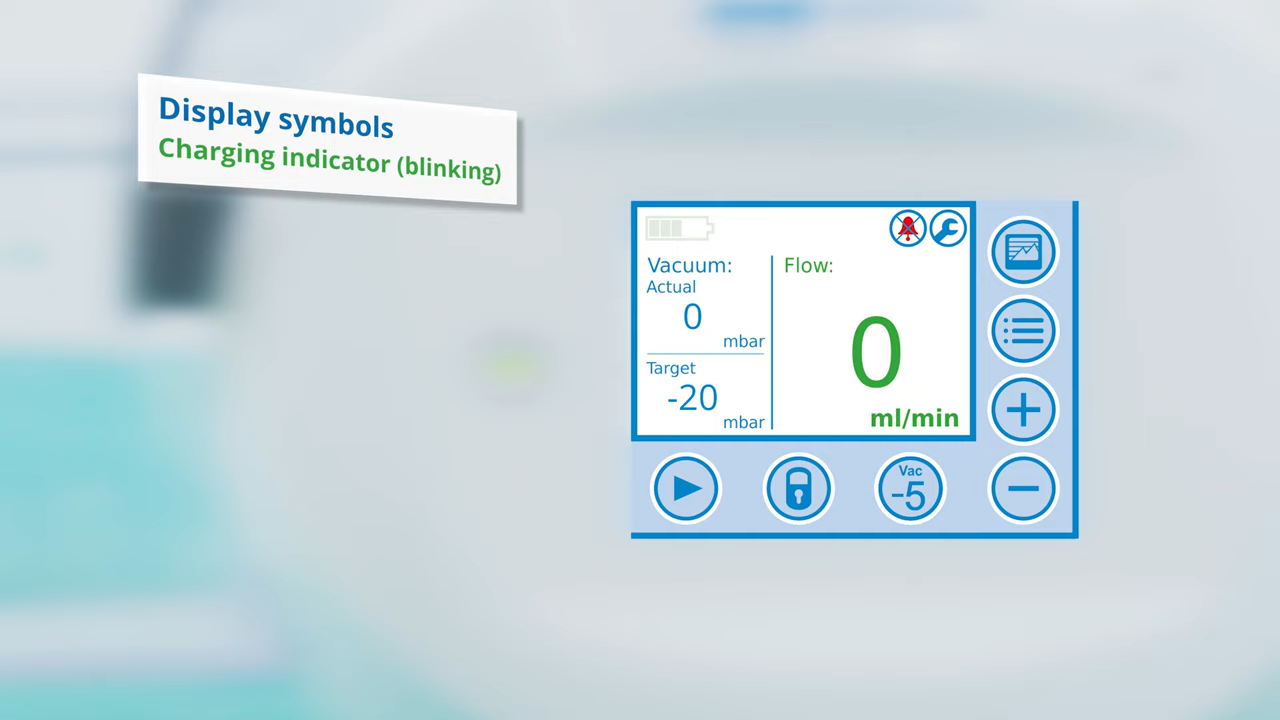 Display symbols
Charging indicator (blinking)
Vacuum:
Actual
0
mbar
Target
-20
mbar
Flow:
0
ml/min
Vac
-5